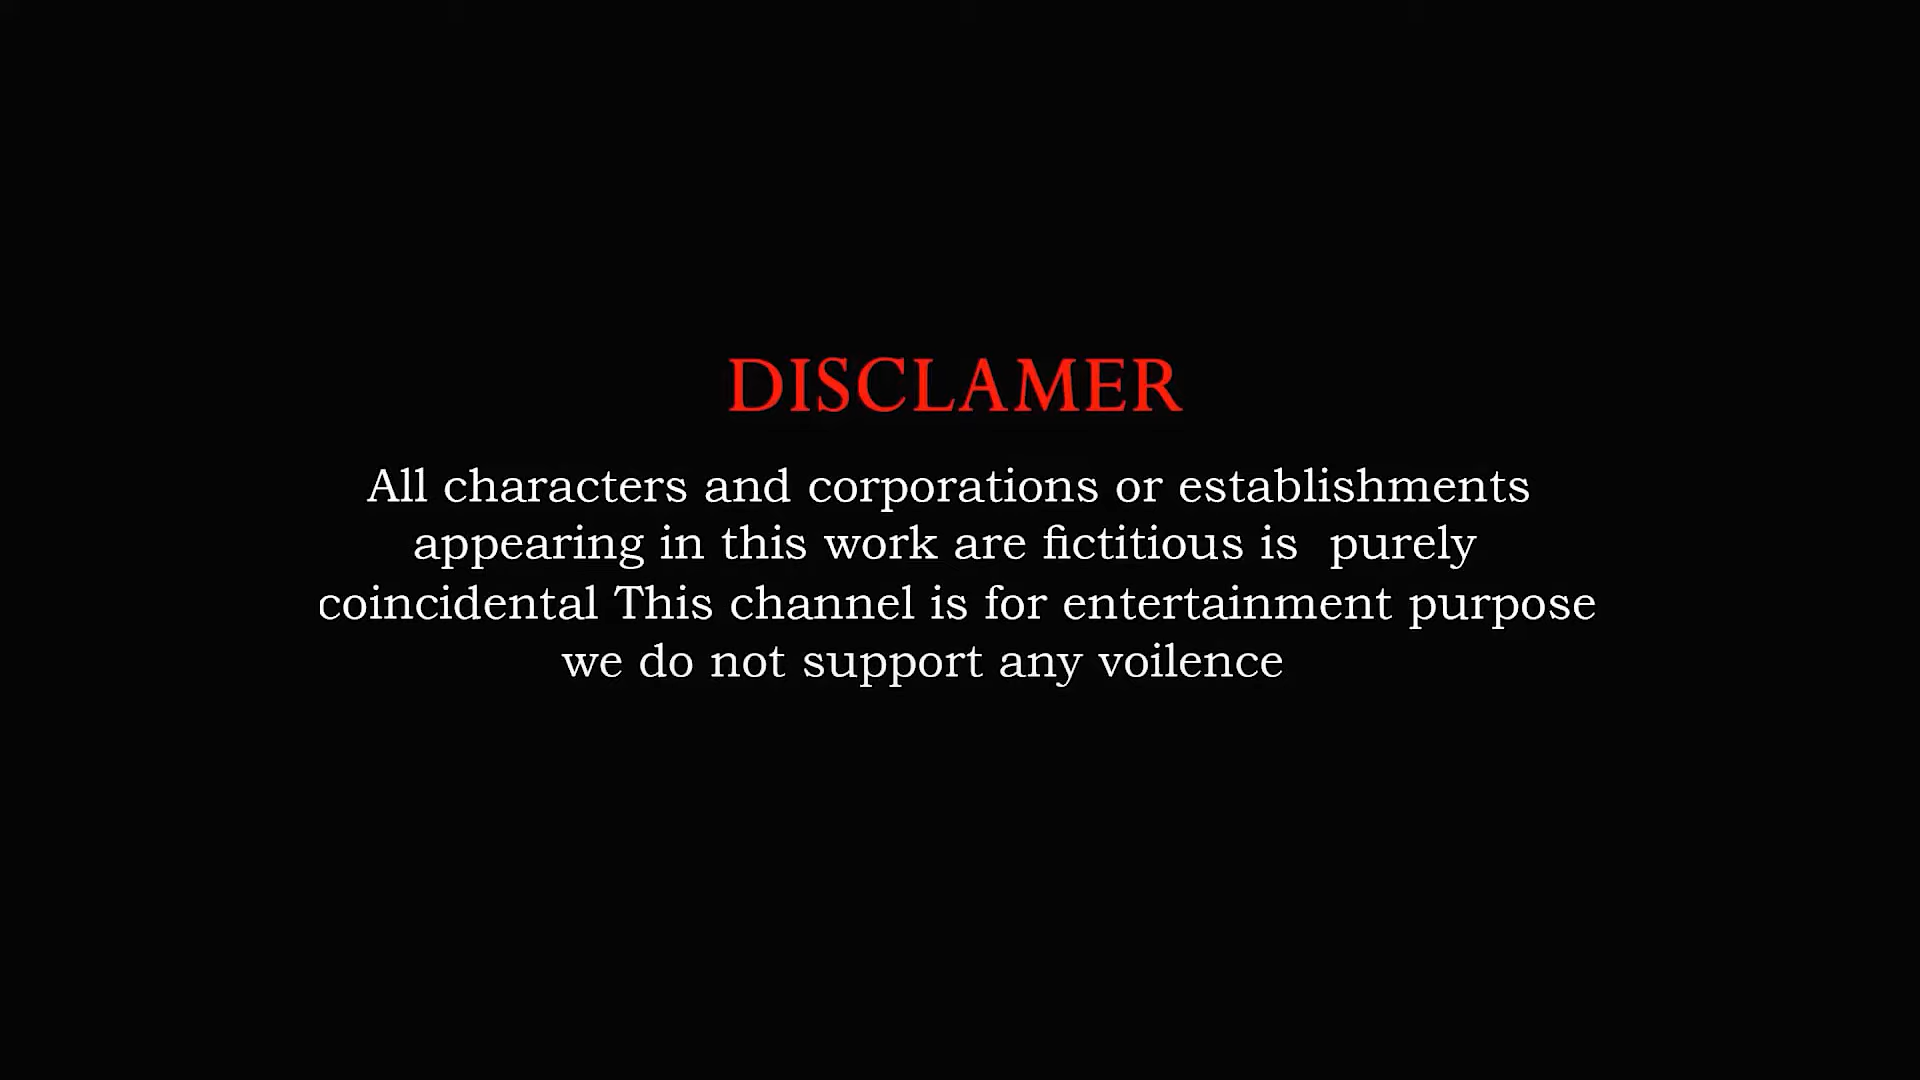 DISCLAMER
All characters and corporations or establishments
appearing in this work are fictitious is  purely
coincidental This channel is for entertainment purpose
we do not support any voilence